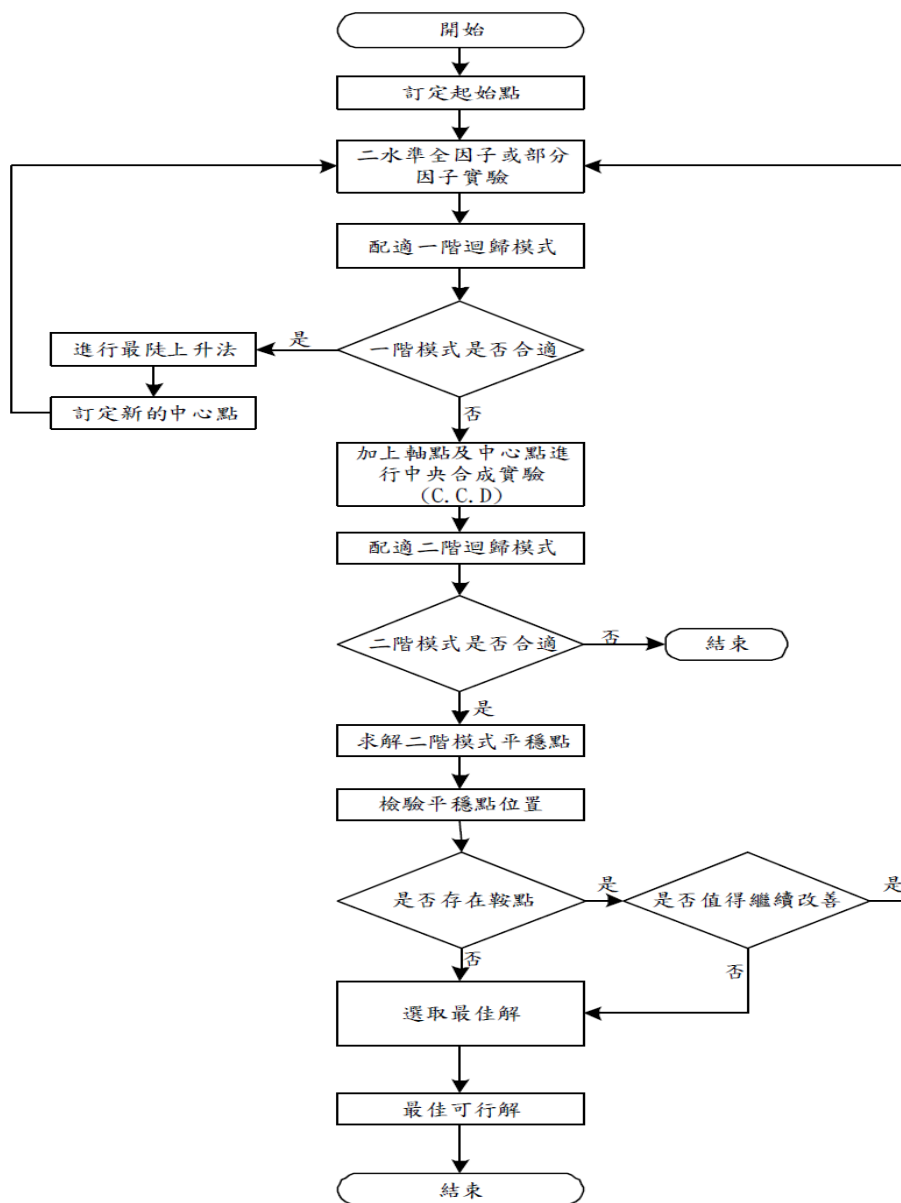 開始
訂定起始點
二水準全因子或部分
因子實驗
配適一階迴歸模式
一階模式是否合適
是
進行最陡上升法
訂定新的中心點
否
加上軸點及中心點進
行中央合成實驗
(C.C.D)
配適二階迴歸模式
二階模式是否合適
否
結束
是
求解二階模式平穩點
檢驗平穩點位置
是否存在鞍點
是
是否值得繼續改善
是
否
否
選取最佳解
最佳可行解
結束